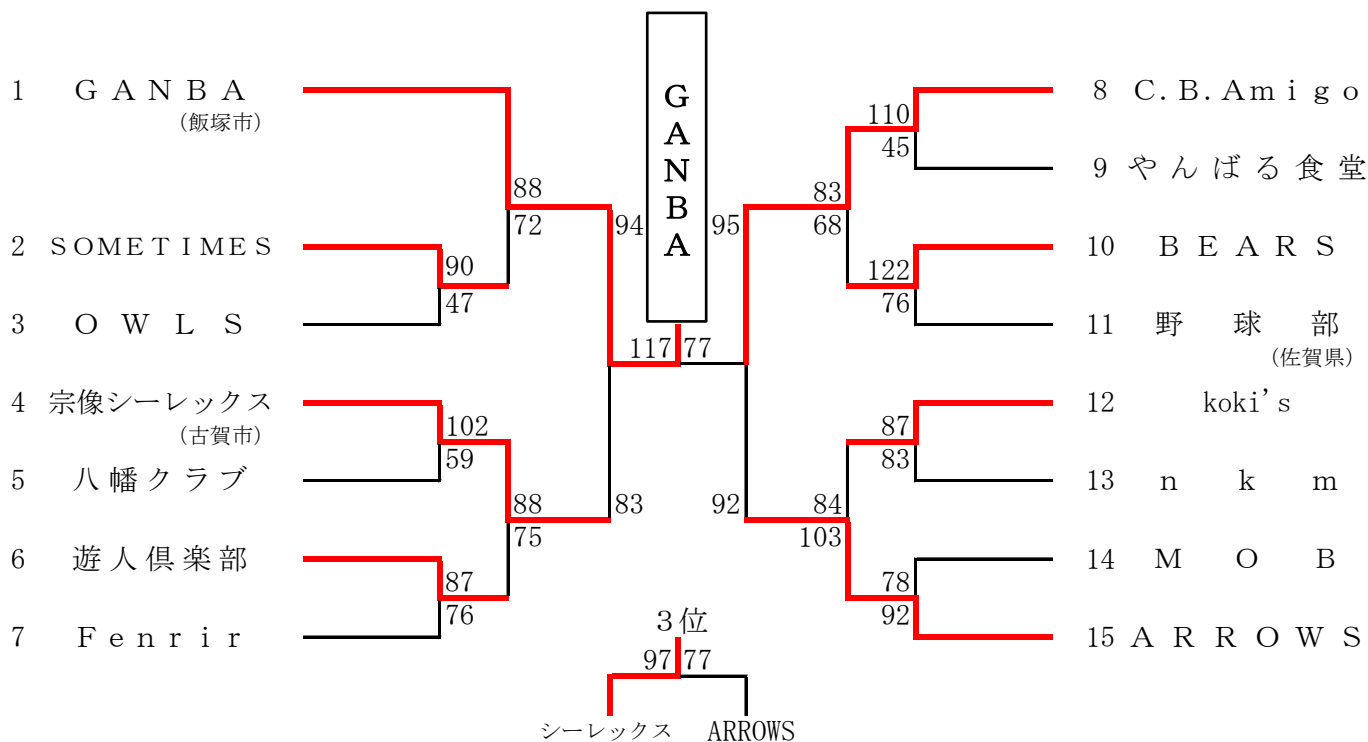 GANBA
1 GANBA
(飯塚市)
88
72
2 SOMETIMES
90
47
3 OWLS
94
4 宗像シーレックス
(古賀市)
102
59
5 八幡クラブ
88
75
83
6 遊人倶楽部
87
76
7 Fenrir
117 77
8 C.B.Amigo
110
45
9 やんばる食堂
83
68
95
10 BEARS
122
76
11 野球部
(佐賀県)
12 koki's
87
83
13 nkm
92
84
103
14 MOB
78
92
15 ARROWS
3位
97 77
シーレックス ARROWS